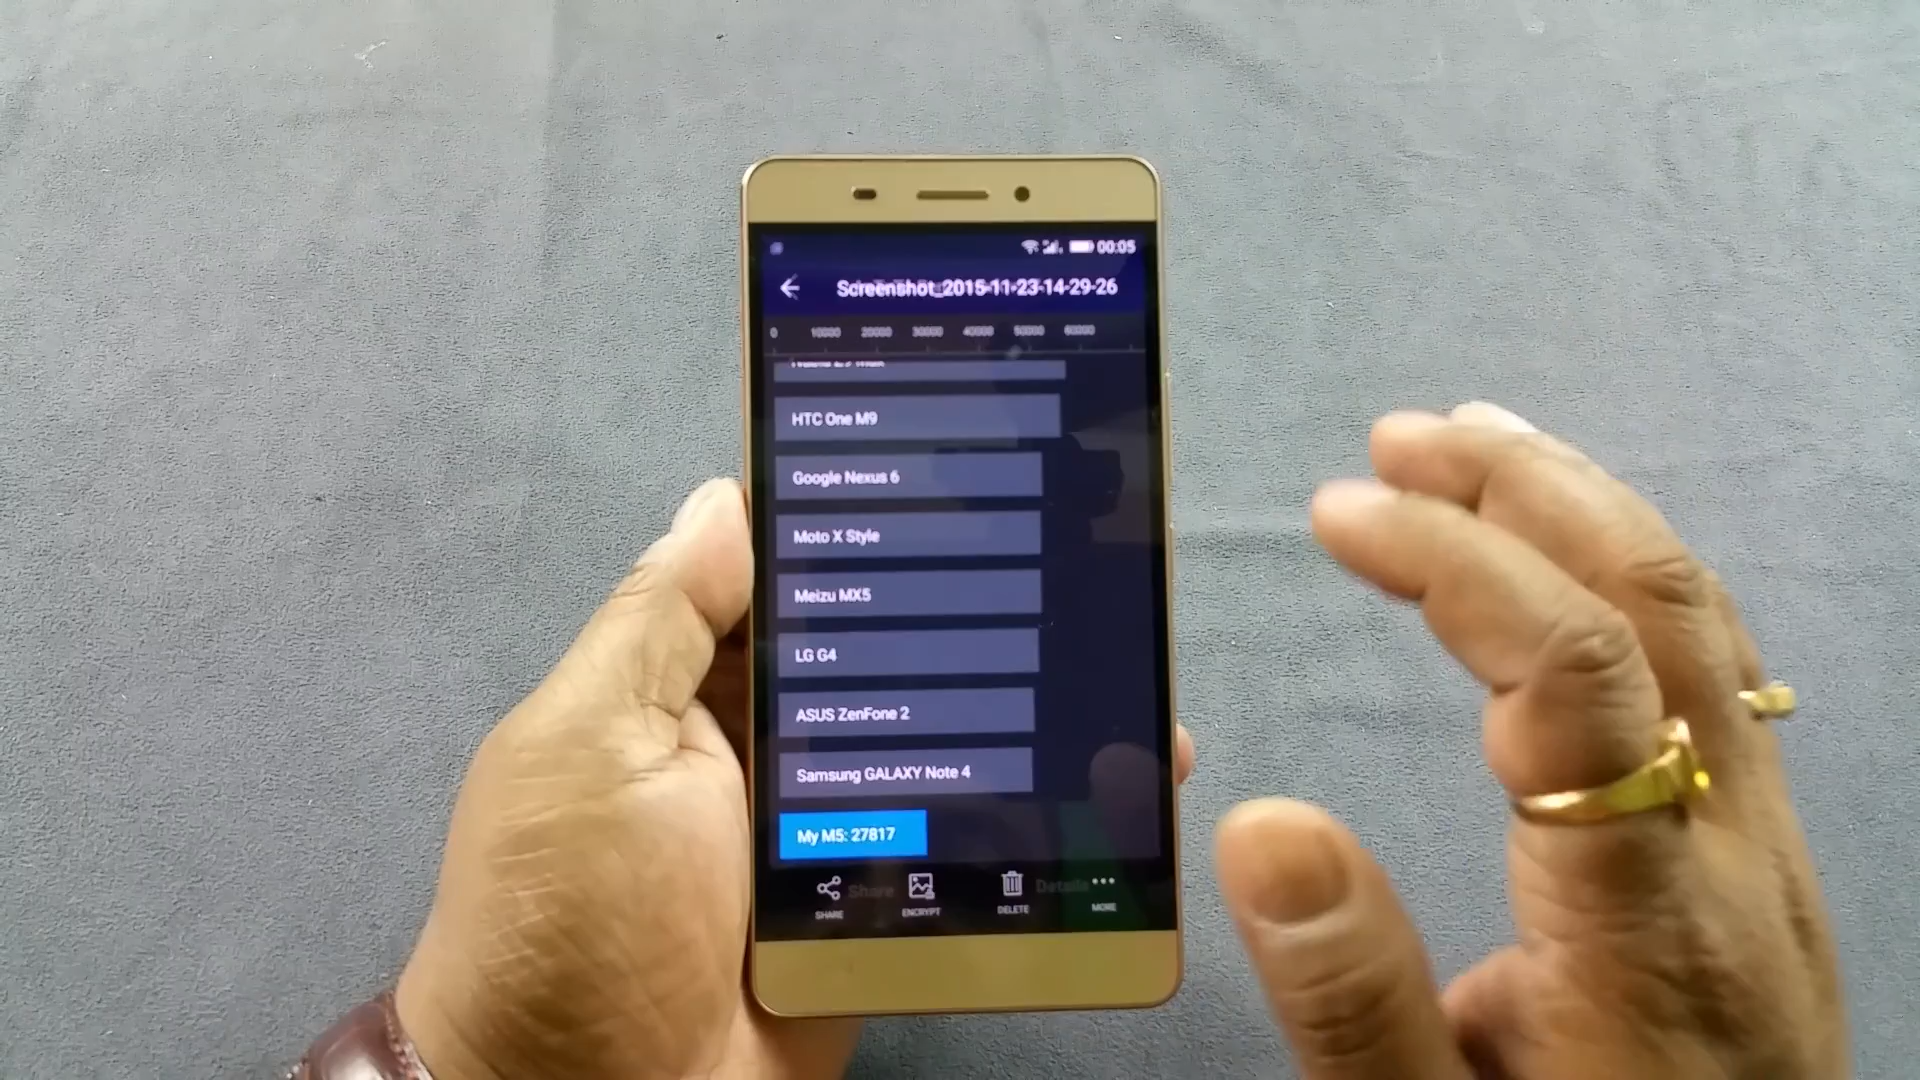 00:05
Screenshot_2015-11-23-14-29-26
0 10000 20000 30000 40000 50000 60000
HTC One M9
Google Nexus 6
Moto X Style
Meizu MX5
LG G4
ASUS ZenFone 2
Samsung GALAXY Note 4
My M5: 27817
Share Details
SHARE ENCRYPT DELETE MORE